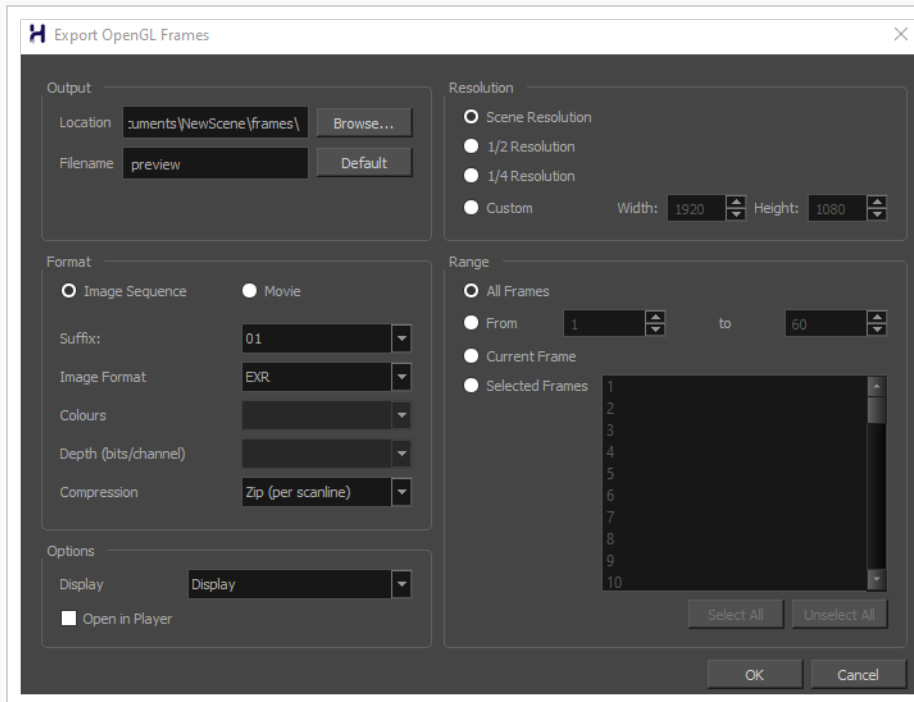 Export OpenGL Frames
Output
Location :uments\NewScene\frames\ Browse...
Filename preview Default
Resolution
Scene Resolution
1/2 Resolution
1/4 Resolution
Custom Width: 1920 Height: 1080
Format
Image Sequence Movie
Suffix: 01
Image Format EXR
Colours
Depth (bits/channel)
Compression Zip (per scanline)
Options
Display Display
Open in Player
Range
All Frames
From 1 to 60
Current Frame
Selected Frames 1
2
3
4
5
6
7
8
9
10
Select All Unselect All
OK Cancel